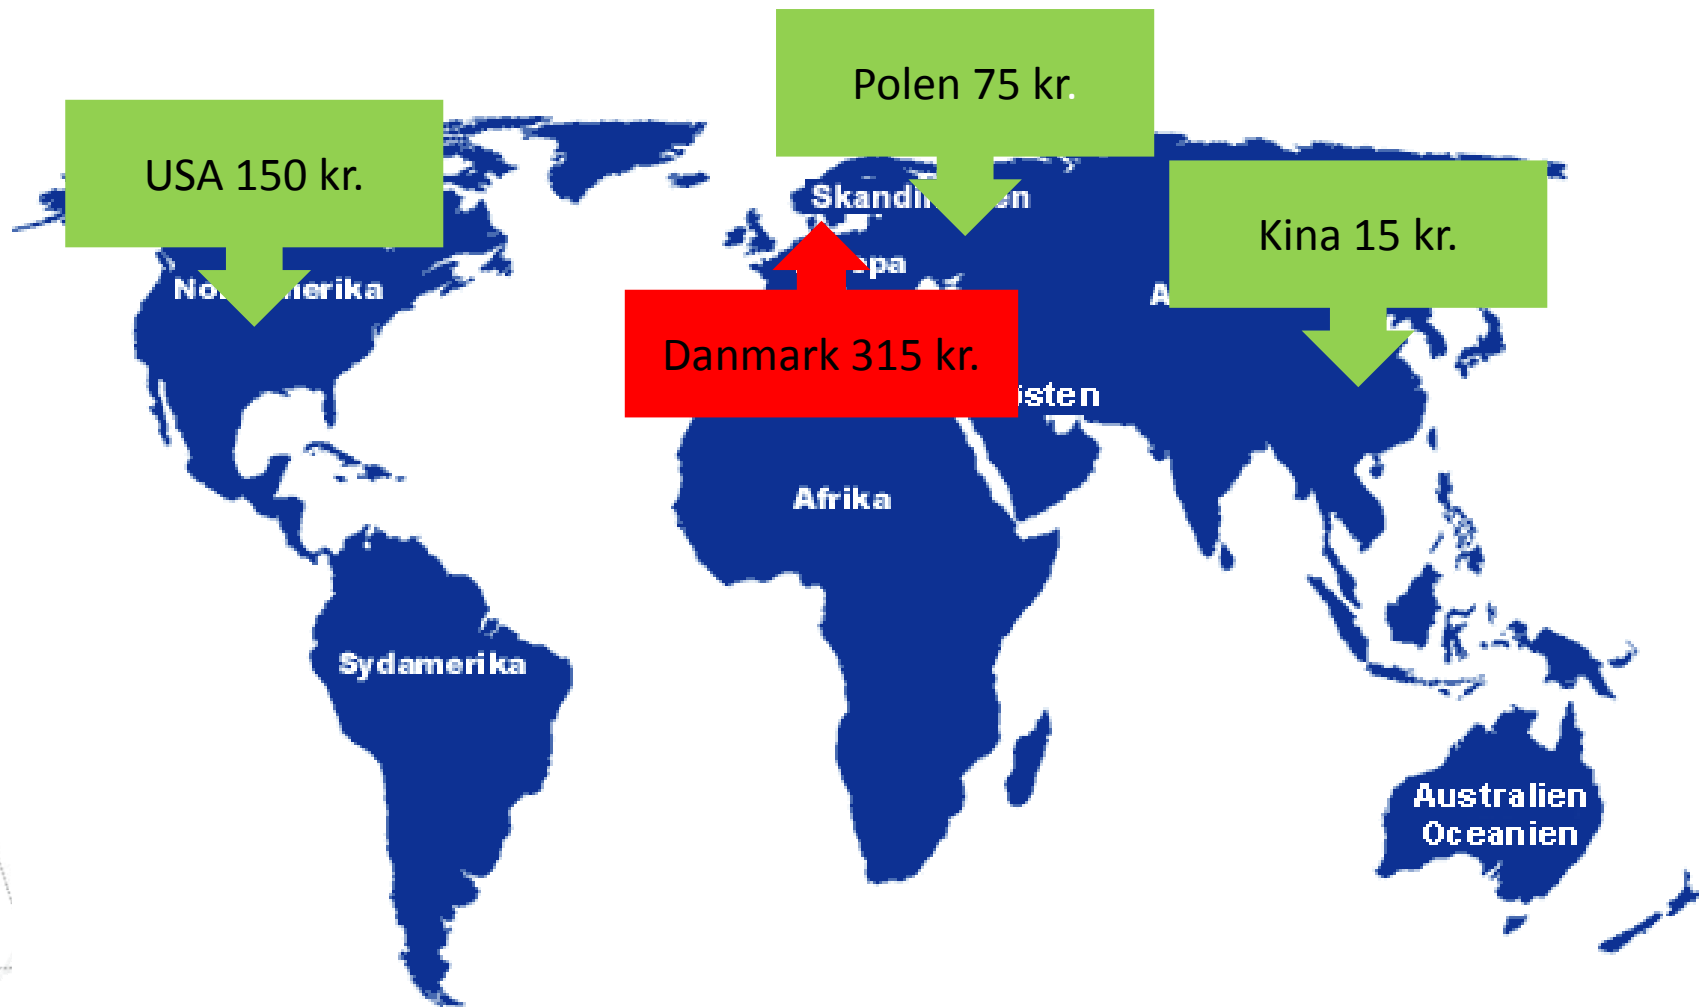 Polen 75 kr.
USA 150 kr.
Kina 15 kr.
Danmark 315 kr.
Afrika
Sydamerika
Australien
Oceanien